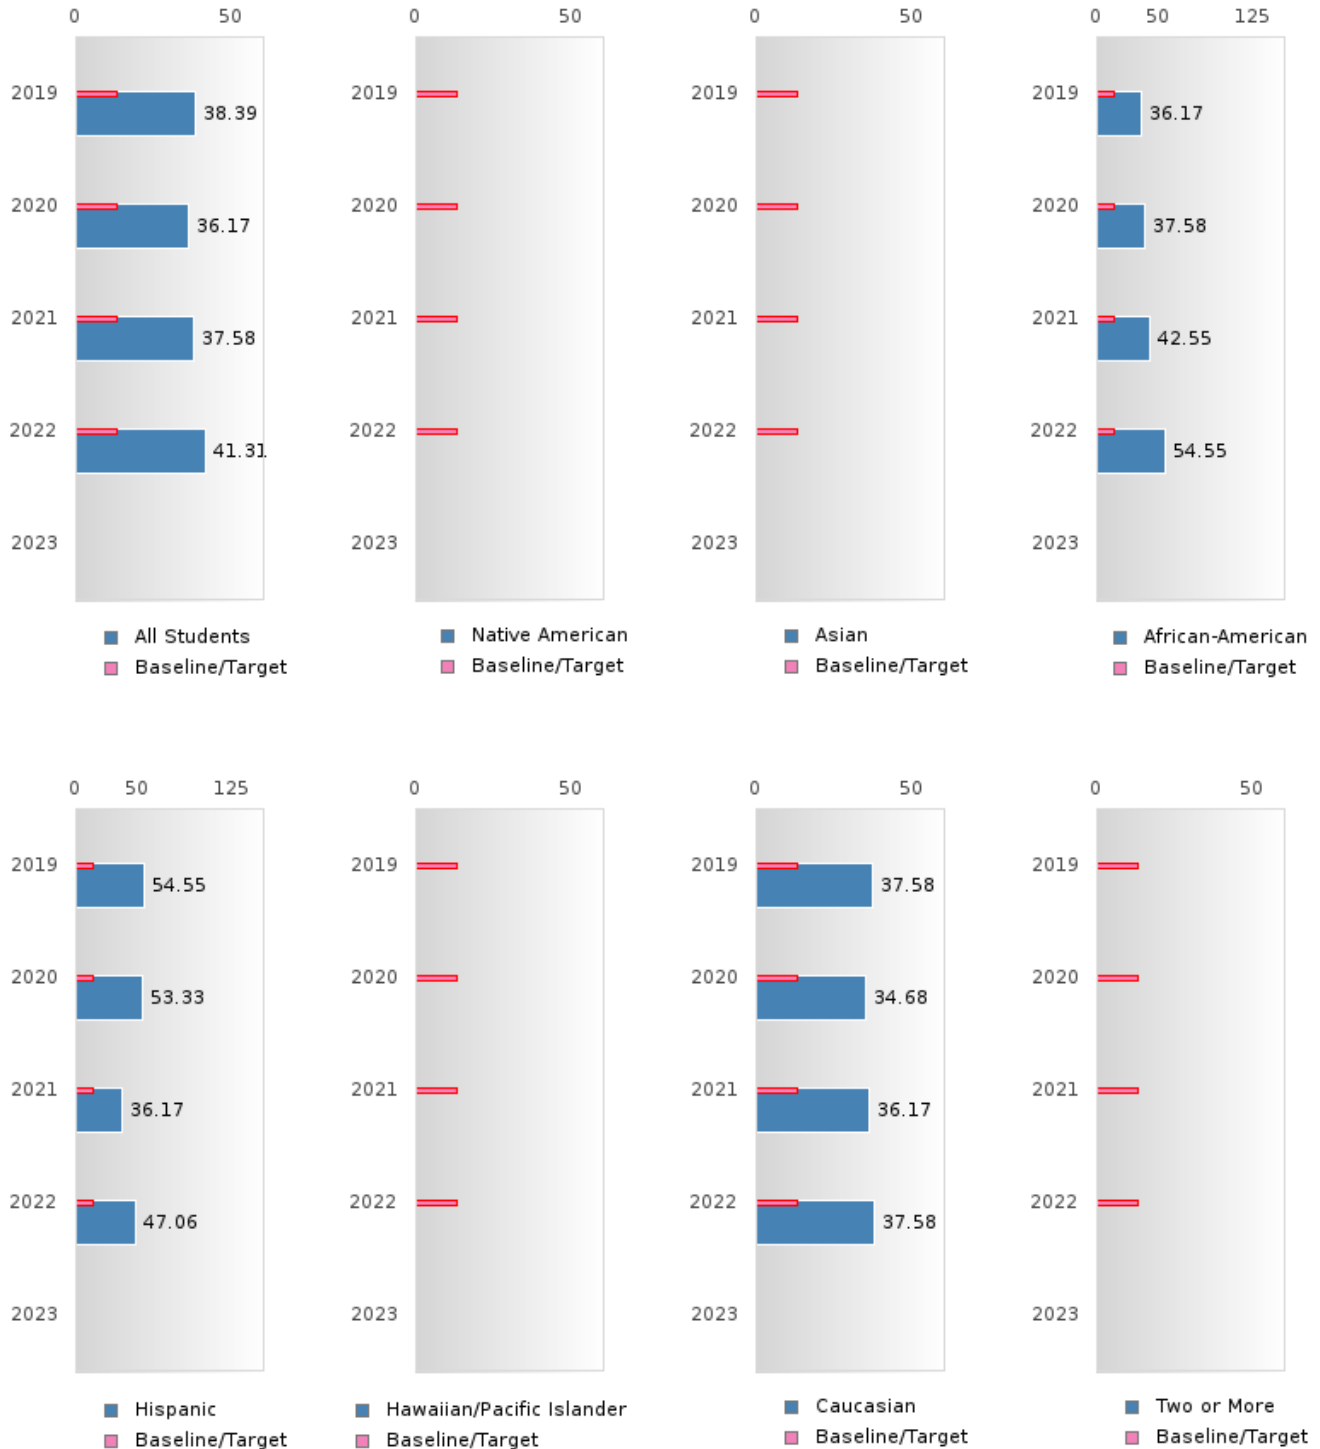 0 50 0 50 0 50 0 50 125
2019 38.39 2019 2019 2019 36.17
2020 36.17 2020 2020 2020 37.58
2021 37.58 2021 2021 2021 42.55
2022 41.31 2022 2022 2022 54.55
2023 2023 2023 2023
All Students Native American Asian African-American
Baseline/Target Baseline/Target Baseline/Target Baseline/Target
0 50 125 0 50 0 50 0 50
2019 54.55 2019 2019 37.58 2019
2020 53.33 2020 2020 34.68 2020
2021 36.17 2021 2021 36.17 2021
2022 47.06 2022 2022 37.58 2022
2023 2023 2023 2023
Hispanic Hawaiian/Pacific Islander Caucasian Two or More
Baseline/Target Baseline/Target Baseline/Target Baseline/Target